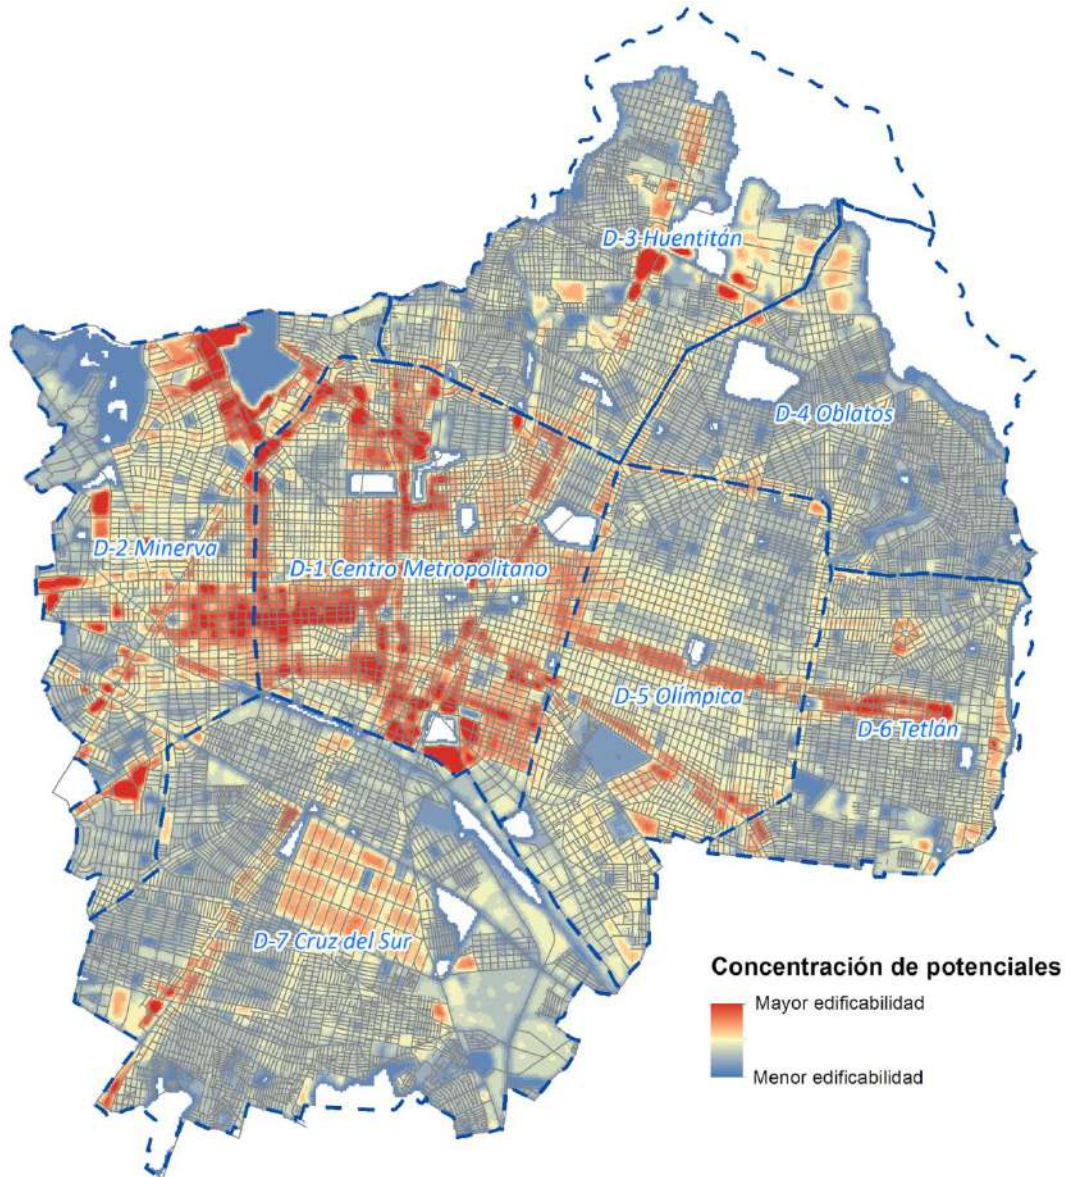 D-3 Huentitán
D-4 Oblatos
D-2 Minerva
D-1 Centro Metropolitano
D-5 Olímpica
D-6 Tetlán
D-7 Cruz del Sur
Concentración de potenciales
Mayor edificabilidad
Menor edificabilidad